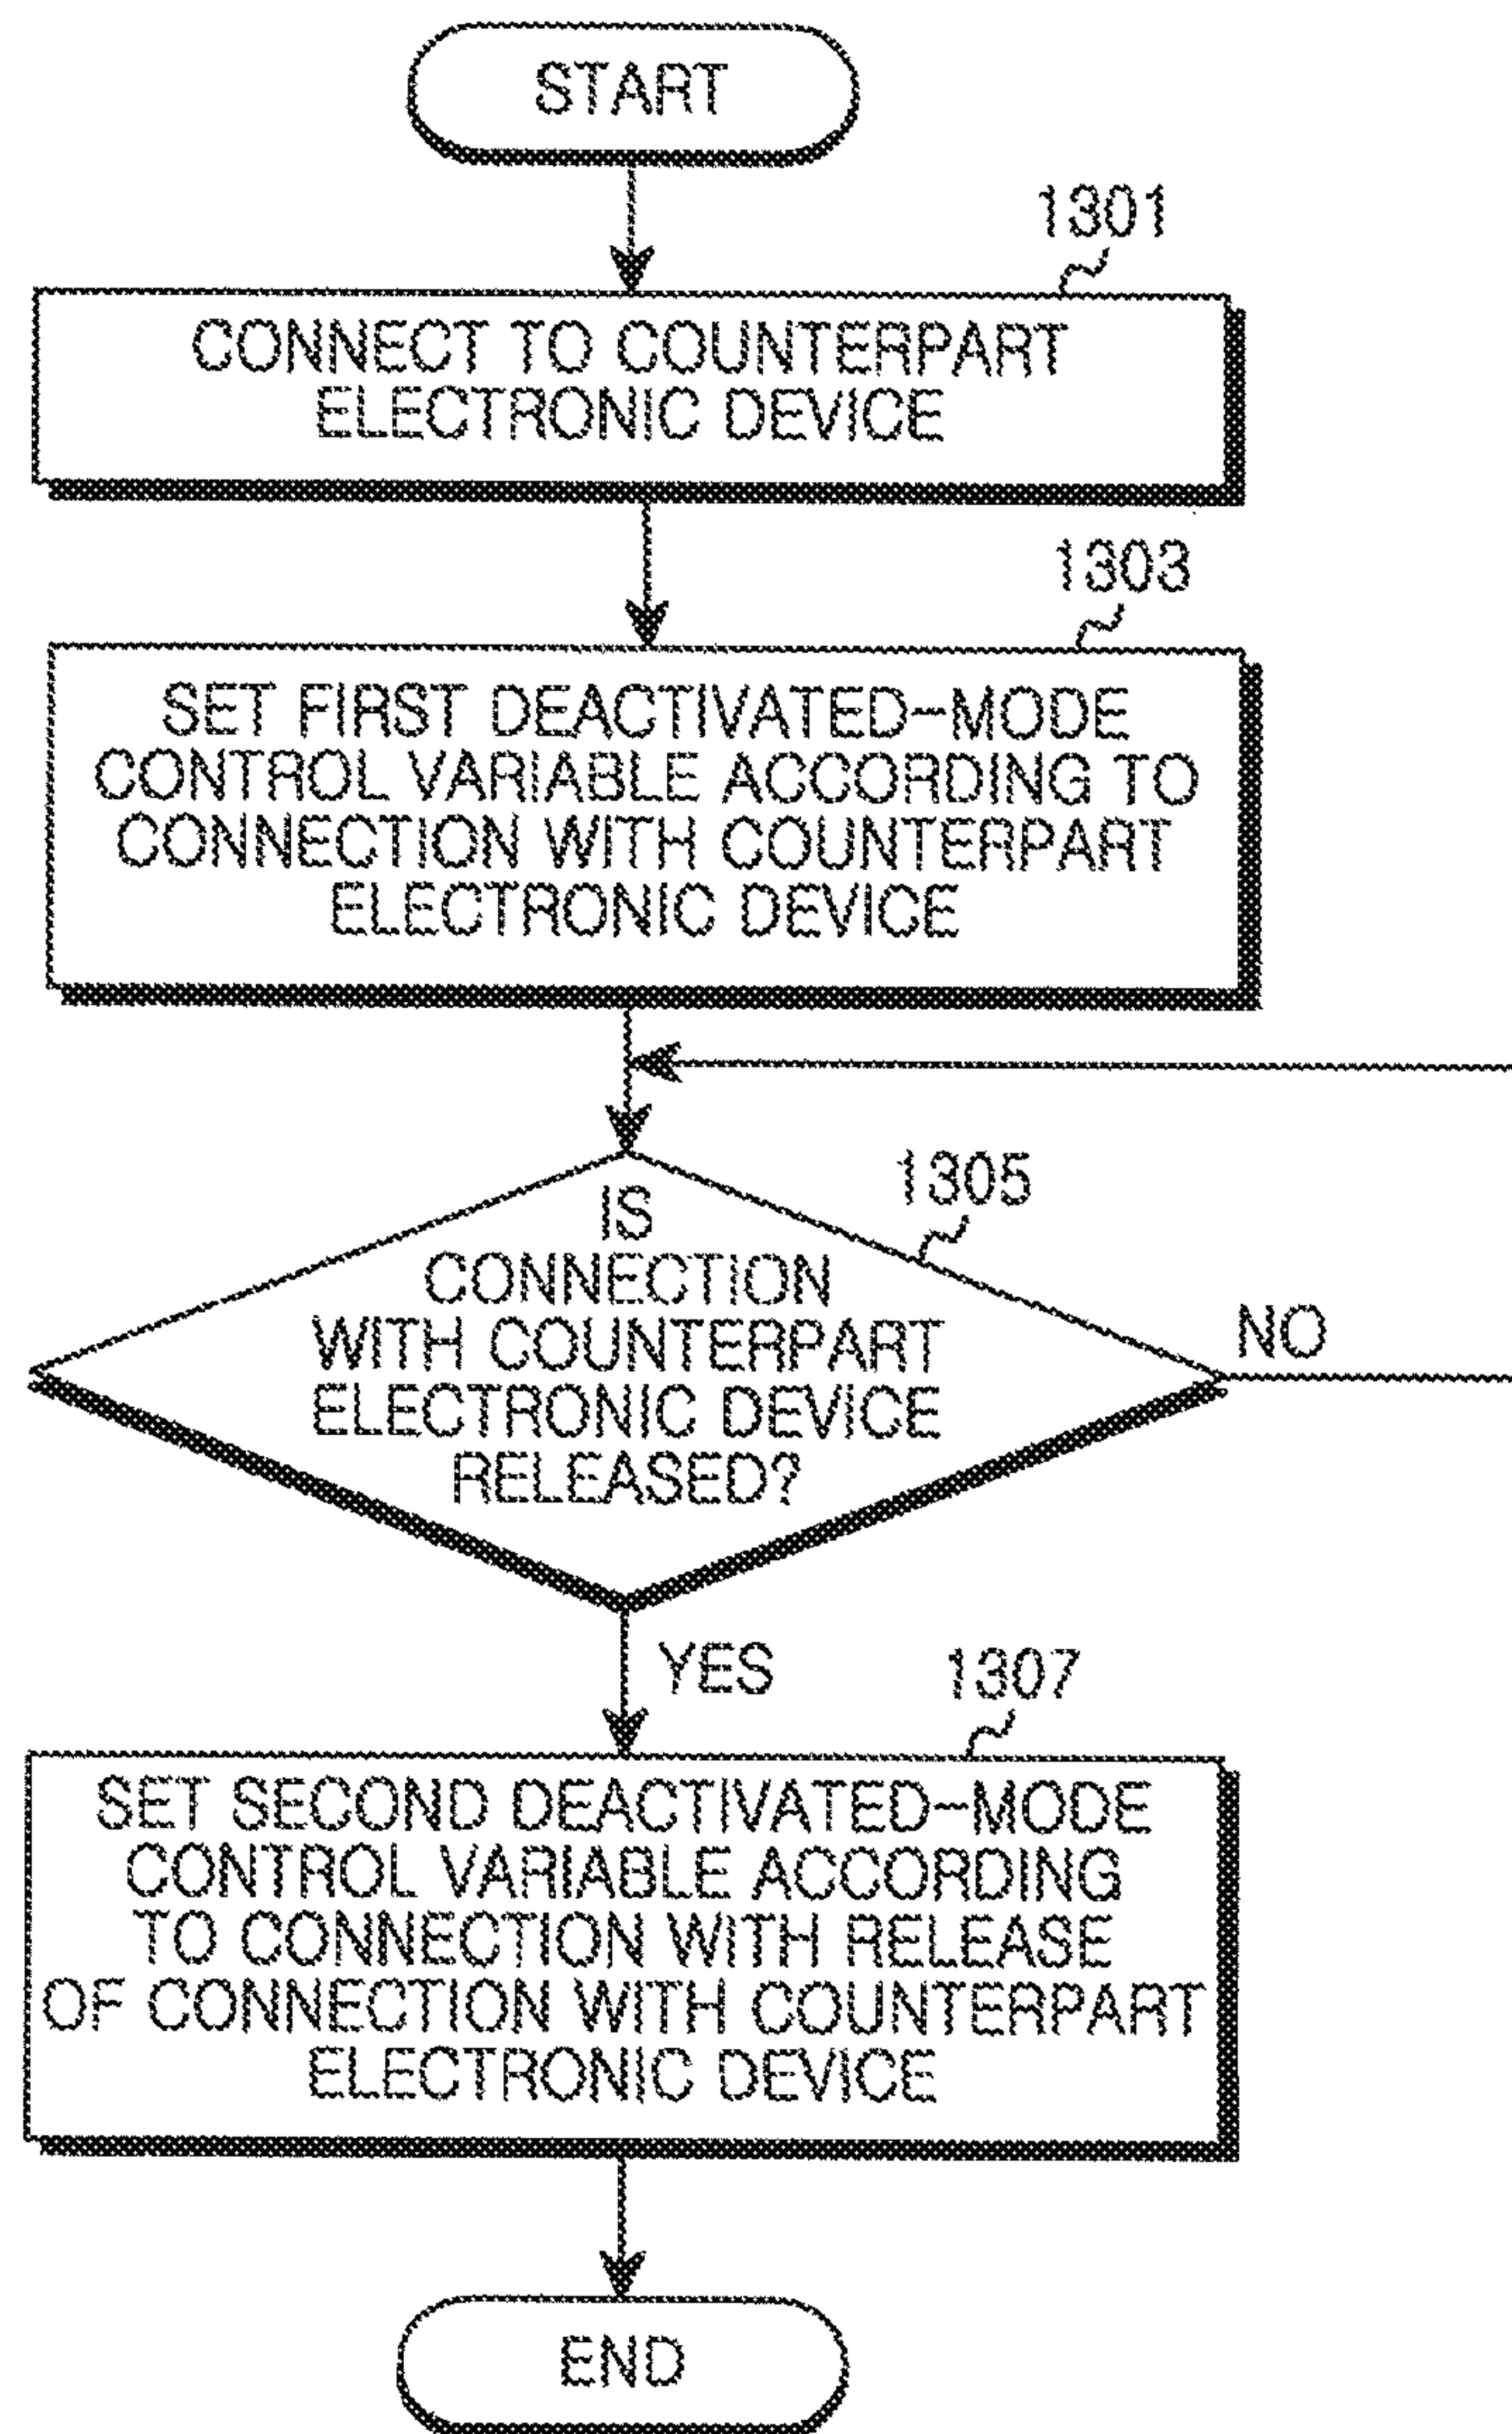 START
1301
CONNECT TO COUNTERPART
ELECTRONIC DEVICE
1303
SET FIRST DEACTIVATED-MODE
CONTROL VARIABLE ACCORDING TO
CONNECTION WITH COUNTERPART
ELECTRONIC DEVICE
1305
IS
CONNECTION
WITH COUNTERPART
ELECTRONIC DEVICE
RELEASED?
NO
YES
1307
SET SECOND DEACTIVATED-MODE
CONTROL VARIABLE ACCORDING
TO CONNECTION WITH RELEASE
OF CONNECTION WITH COUNTERPART
ELECTRONIC DEVICE
END